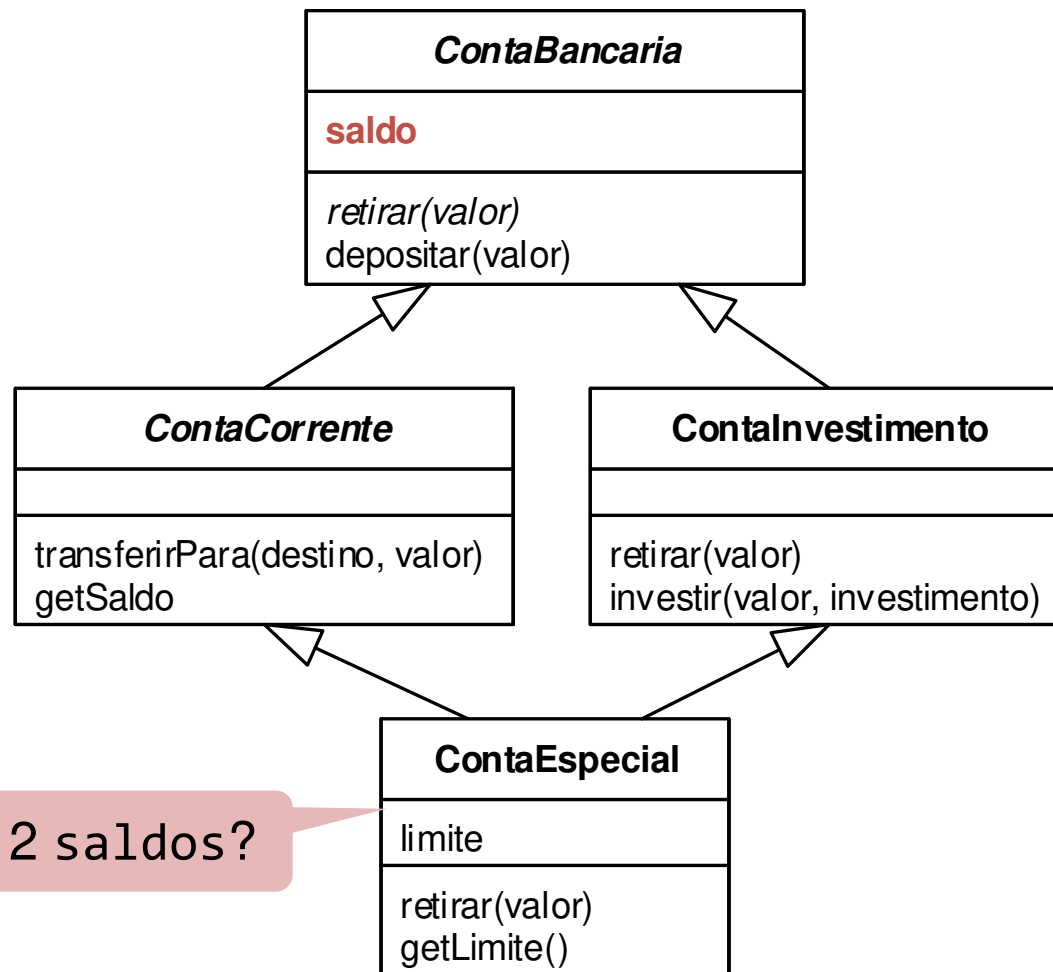 ContaBancaria
saldo
retirar(valor)
depositar(valor)
ContaCorrente
transferirPara(destino, valor)
getSaldo
ContaInvestimento
retirar(valor)
investir(valor, investimento)
ContaEspecial
limite
retirar(valor)
getLimite()
2 saldos?